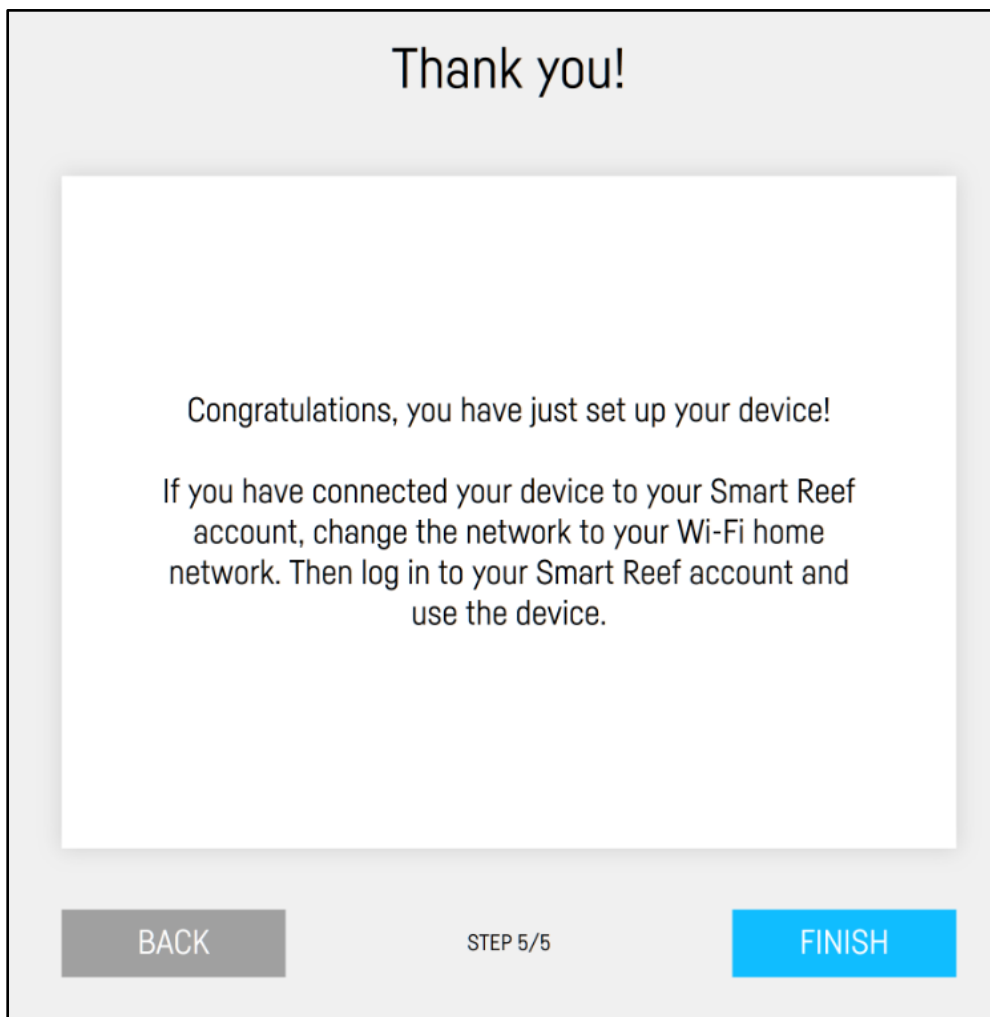 Thank you!
Congratulations, you have just set up your device!
If you have connected your device to your Smart Reef
account, change the network to your Wi-Fi home
network. Then log in to your Smart Reef account and
use the device.
BACK
STEP 5/5
FINISH